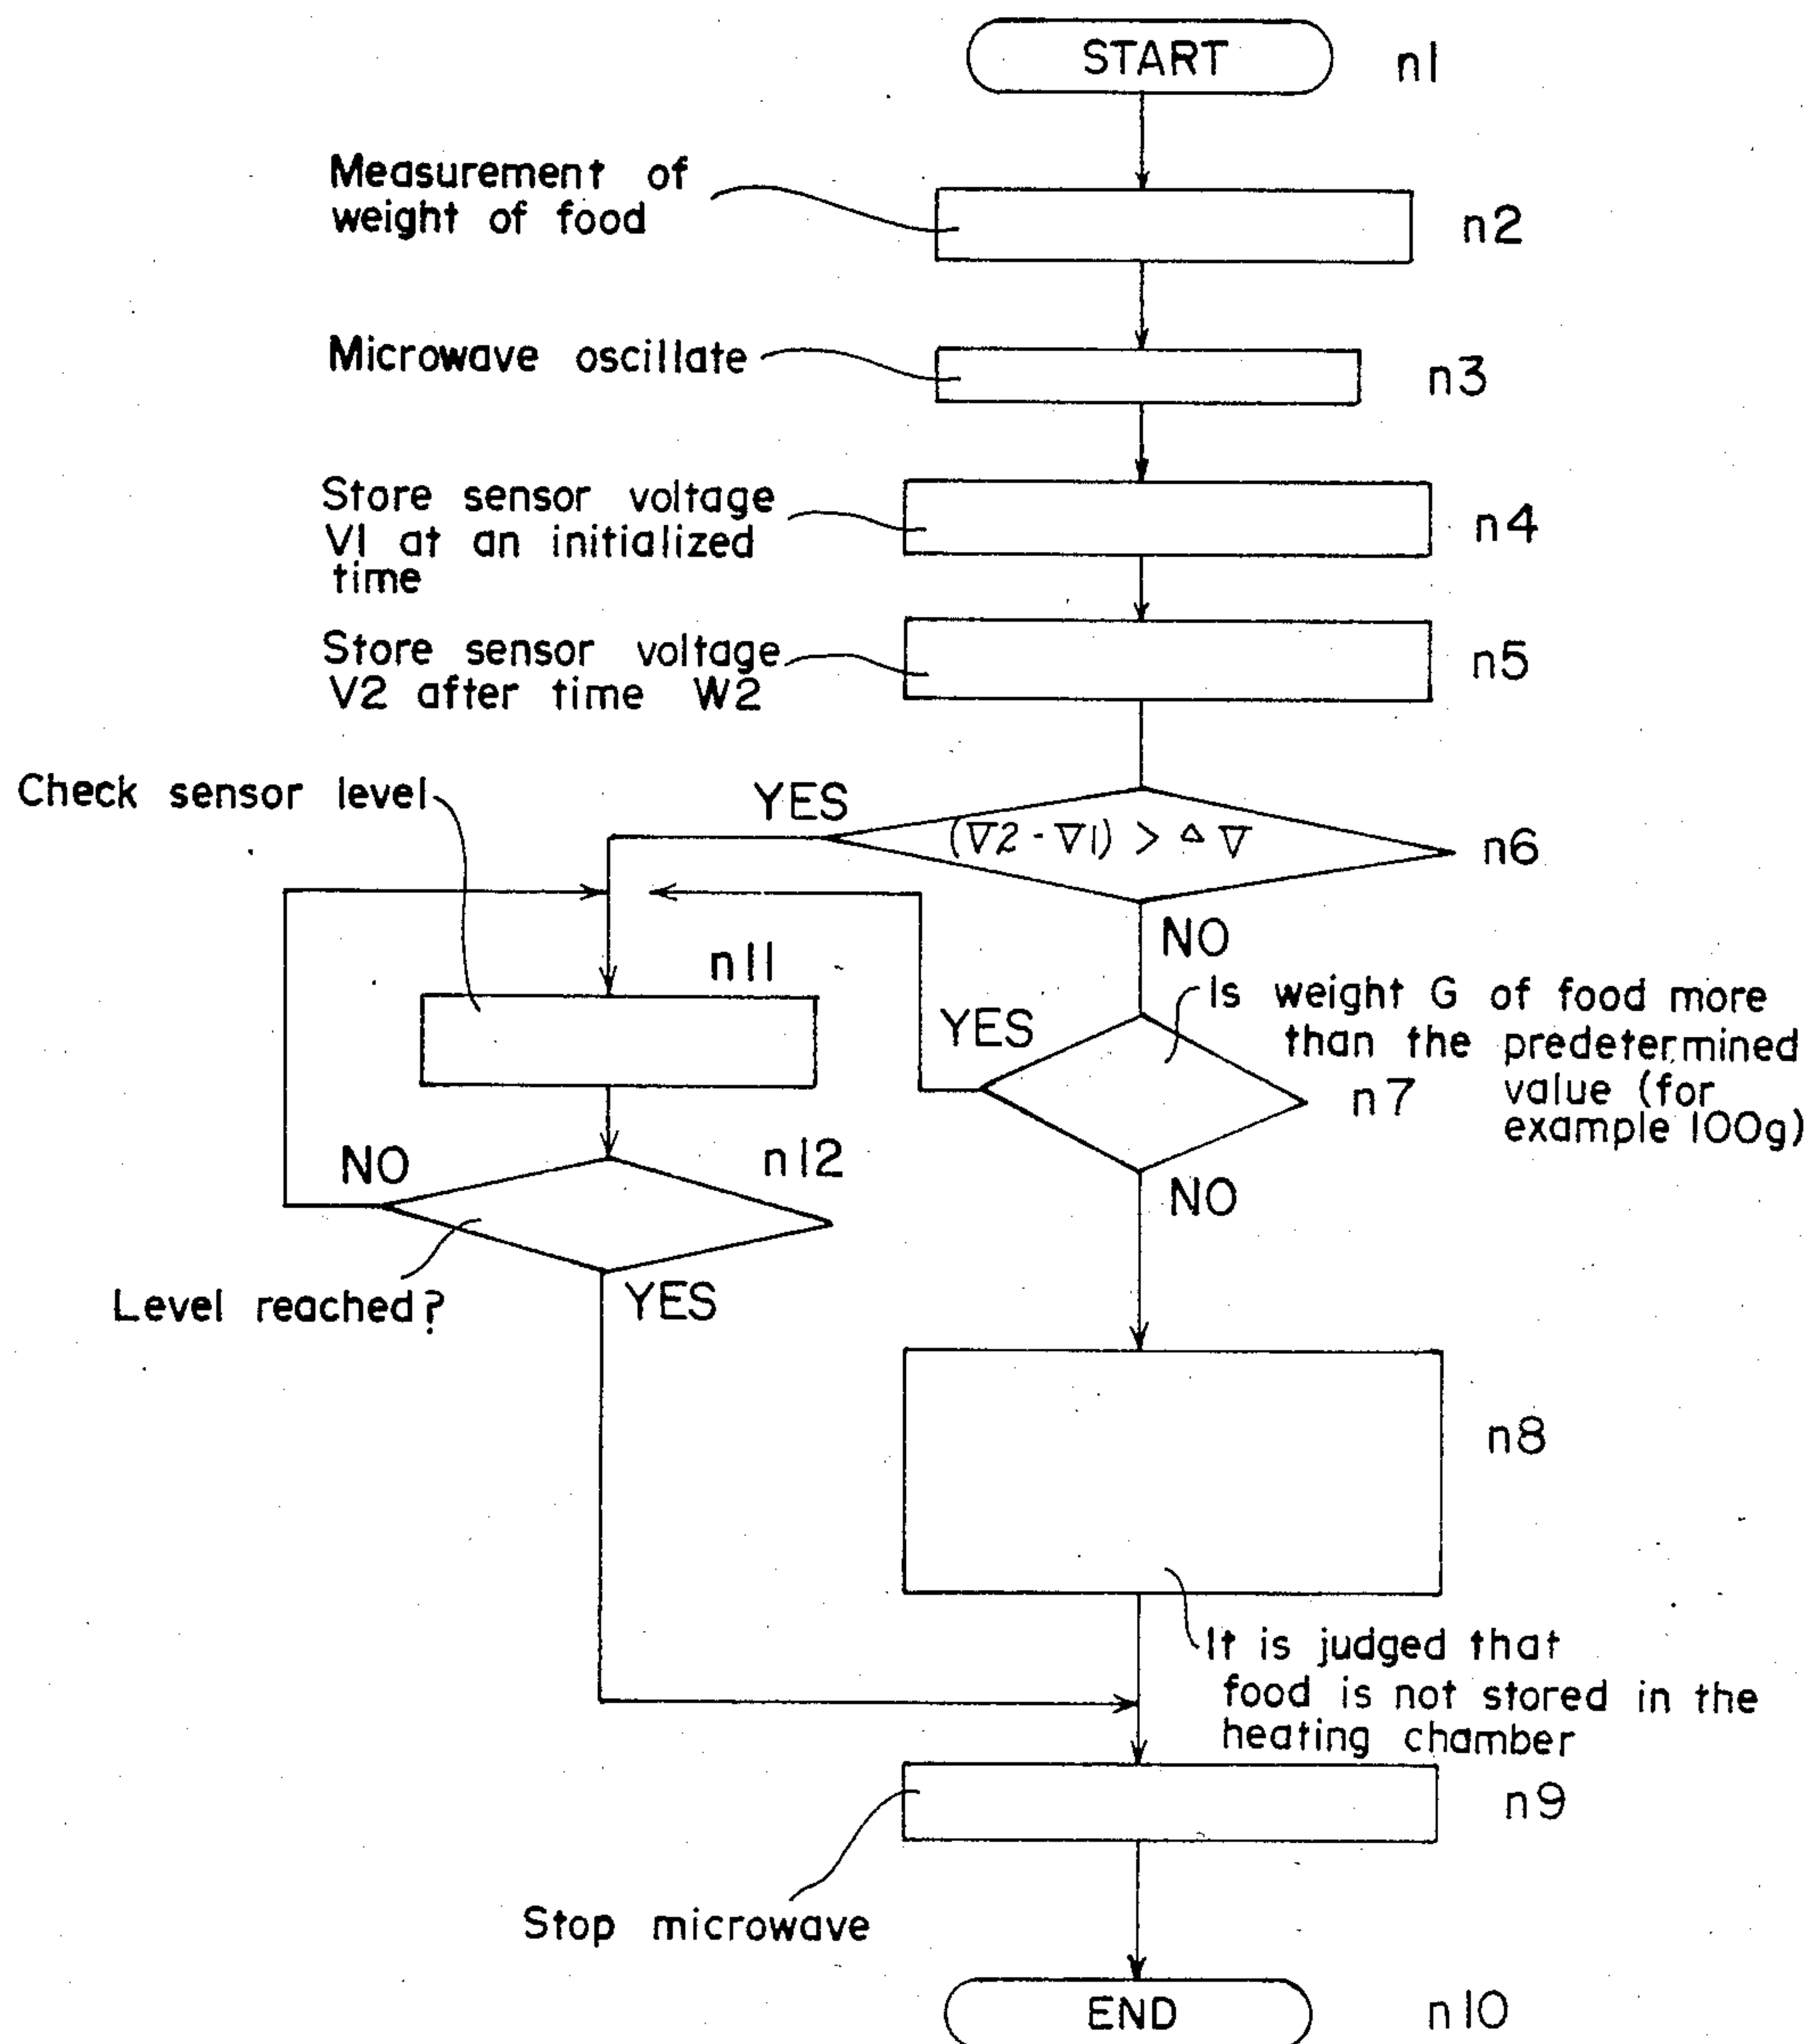 START n1
Measurement of
weight of food
n2
Microwave oscillate
n3
Store sensor voltage
V1 at an initialized
time
n4
Store sensor voltage
V2 after time W2
n5
Check sensor level
YES
(V2 - V1) > △ V
n6
NO
n11
Is weight G of food more
than the predetermined
value (for
example 100g)
YES
n7
NO
n12
NO
Level reached?
YES
n8
It is judged that
food is not stored in the
heating chamber
n9
Stop microwave
END n10